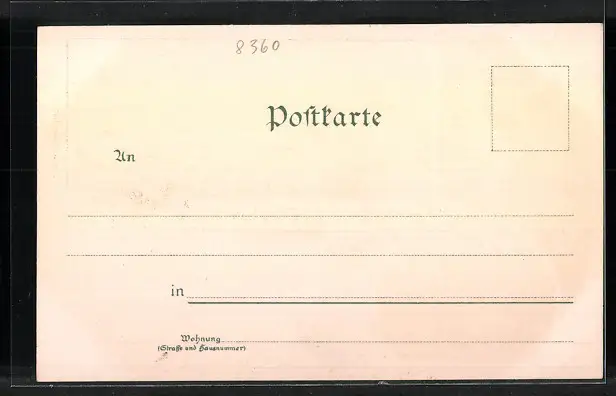 8360
Postkarte
An
in
Wohnung
(Straße und Hausnummer)